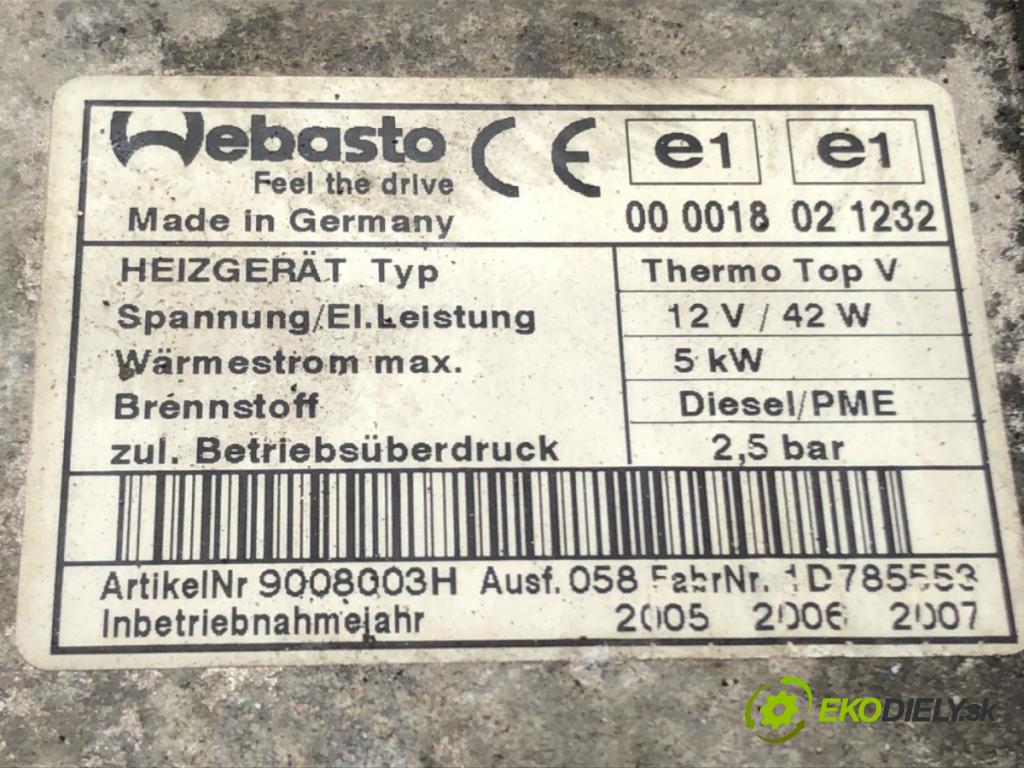 Webasto CE e1 e1
Feel the drive
Made in Germany 00 0018 02 1232
HEIZGERÄT Typ Thermo Top V
Spannung/El.Leistung 12 V / 42 W
Wärmestrom max. 5 kW
Brennstoff Diesel/PME
zul. Betriebsüberdruck 2,5 bar
ArtikelNr 9008003H Ausf. 058 FabrNr. 1D785553
Inbetriebnahmejahr 2005 2006 2007
EKODIELY.sk